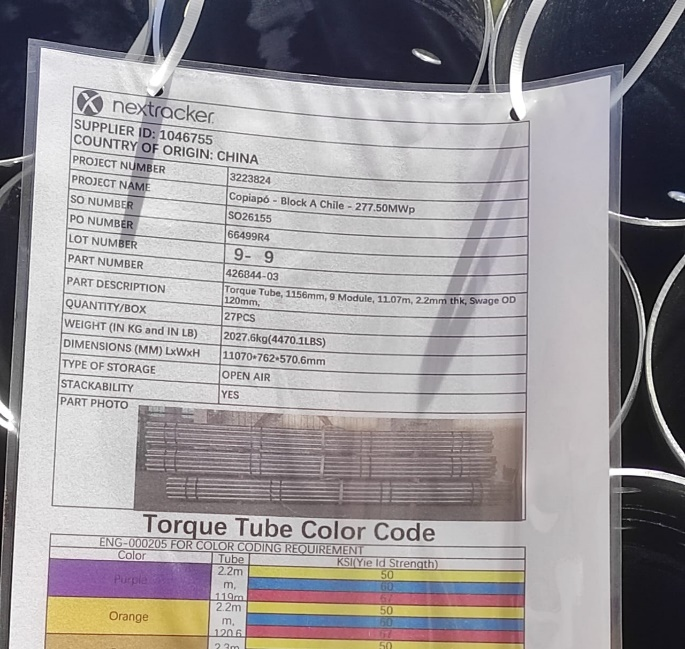 nextracker
SUPPLIER ID: 1046755
COUNTRY OF ORIGIN: CHINA
PROJECT NUMBER 3223824
PROJECT NAME Copiapó - Block A Chile - 277.50MWp
SO NUMBER SO26155
PO NUMBER 66499R4
LOT NUMBER 9- 9
PART NUMBER 426844-03
PART DESCRIPTION Torque Tube, 1156mm, 9 Module, 11.07m, 2.2mm thk, Swage OD
120mm,
QUANTITY/BOX 27PCS
WEIGHT (IN KG and IN LB) 2027.6kg(4470.1LBS)
DIMENSIONS (MM) LxWxH 11070*762*570.6mm
TYPE OF STORAGE OPEN AIR
STACKABILITY YES
PART PHOTO
Torque Tube Color Code
ENG-000205 FOR COLOR CODING REQUIREMENT
Color Tube KSI(Yie ld Strength)
Purple 2.2m
m,
119m
50
60
67
Orange 2.2m
m,
120.6
50
60
67
2.3m 50